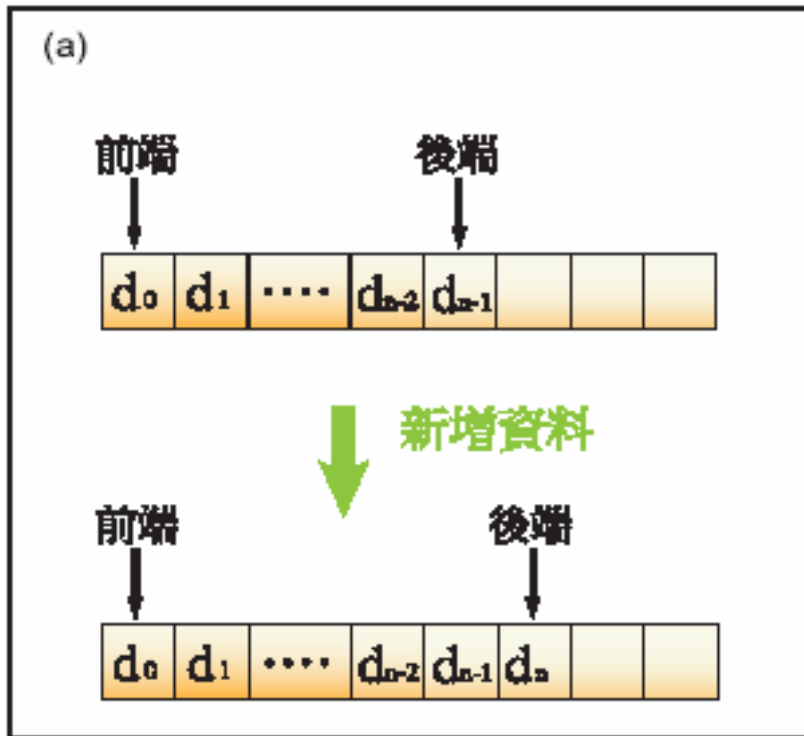 (a)
前端 後端
d₀ d₁ ···· dₙ₋₂ dₙ₋₁
新增資料
前端 後端
d₀ d₁ ···· dₙ₋₂ dₙ₋₁ dₙ